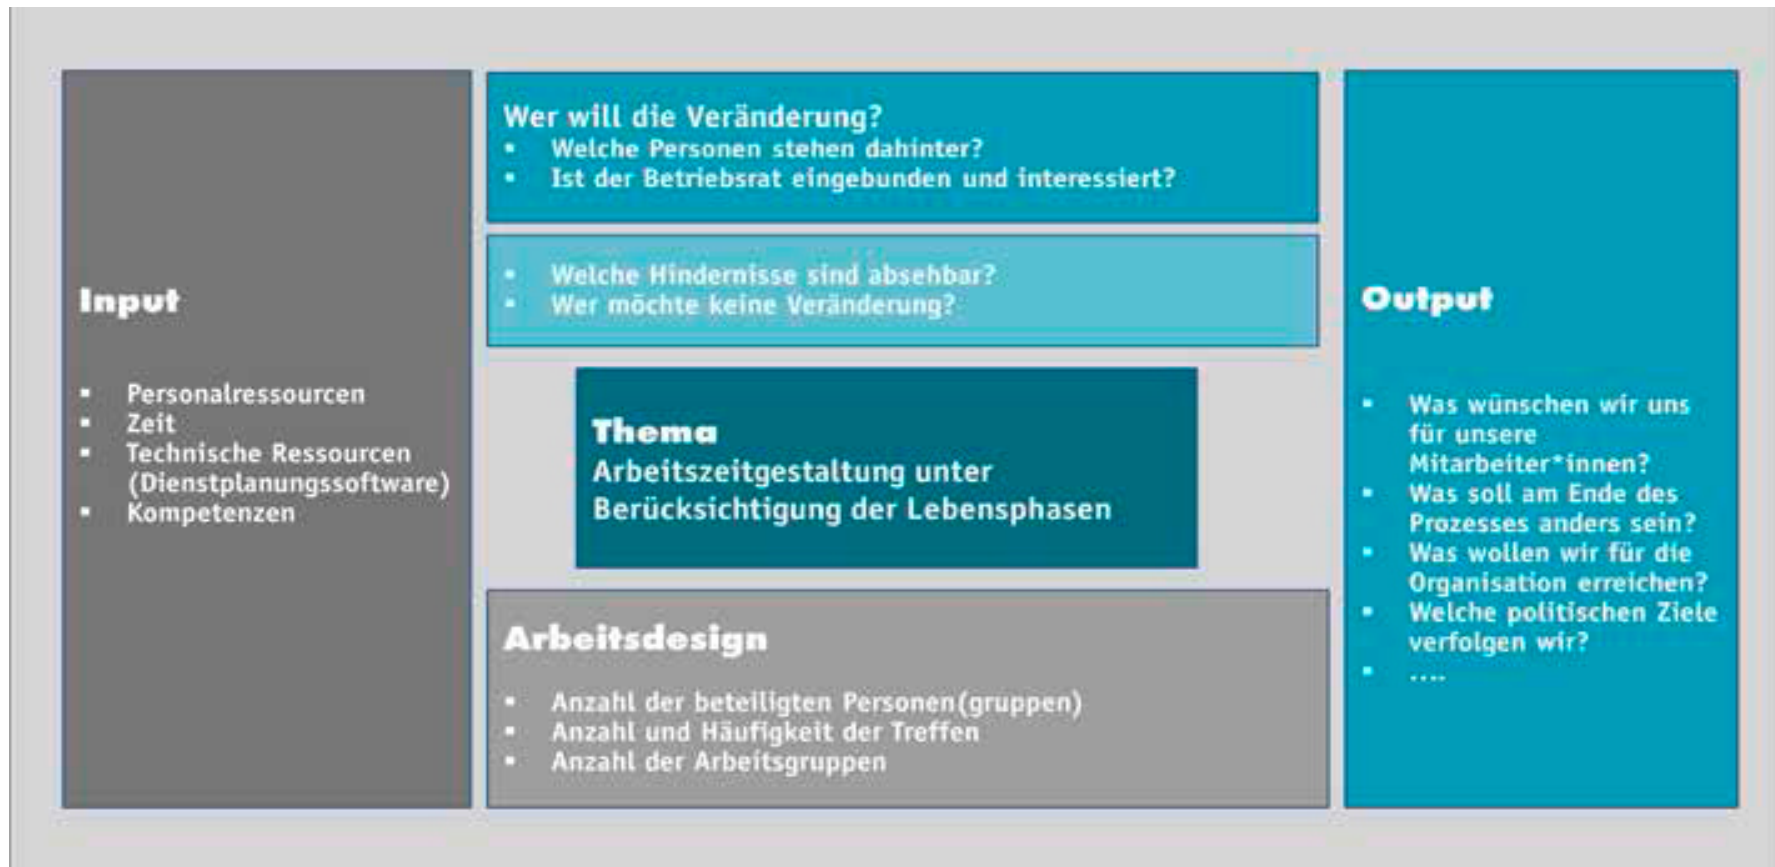 Input
▪ Personalressourcen
▪ Zeit
▪ Technische Ressourcen
(Dienstplanungssoftware)
▪ Kompetenzen
Wer will die Veränderung?
▪ Welche Personen stehen dahinter?
▪ Ist der Betriebsrat eingebunden und interessiert?
▪ Welche Hindernisse sind absehbar?
▪ Wer möchte keine Veränderung?
Thema
Arbeitszeitgestaltung unter
Berücksichtigung der Lebensphasen
Arbeitsdesign
▪ Anzahl der beteiligten Personen(gruppen)
▪ Anzahl und Häufigkeit der Treffen
▪ Anzahl der Arbeitsgruppen
Output
▪ Was wünschen wir uns
für unsere
Mitarbeiter*innen?
▪ Was soll am Ende des
Prozesses anders sein?
▪ Was wollen wir für die
Organisation erreichen?
▪ Welche politischen Ziele
verfolgen wir?
▪ ....